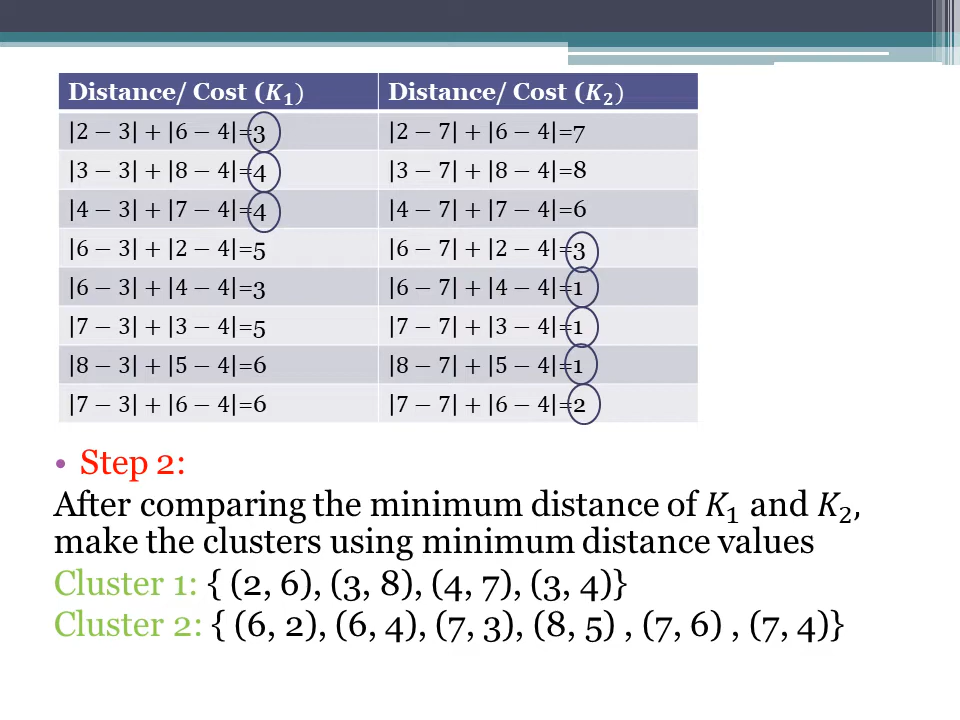 Distance/ Cost (𝐾₁) Distance/ Cost (𝐾₂)
|2 − 3| + |6 − 4|=3 |2 − 7| + |6 − 4|=7
|3 − 3| + |8 − 4|=4 |3 − 7| + |8 − 4|=8
|4 − 3| + |7 − 4|=4 |4 − 7| + |7 − 4|=6
|6 − 3| + |2 − 4|=5 |6 − 7| + |2 − 4|=3
|6 − 3| + |4 − 4|=3 |6 − 7| + |4 − 4|=1
|7 − 3| + |3 − 4|=5 |7 − 7| + |3 − 4|=1
|8 − 3| + |5 − 4|=6 |8 − 7| + |5 − 4|=1
|7 − 3| + |6 − 4|=6 |7 − 7| + |6 − 4|=2
• Step 2:
After comparing the minimum distance of 𝐾₁ and 𝐾₂,
make the clusters using minimum distance values
Cluster 1: { (2, 6), (3, 8), (4, 7), (3, 4)}
Cluster 2: { (6, 2), (6, 4), (7, 3), (8, 5) , (7, 6) , (7, 4)}